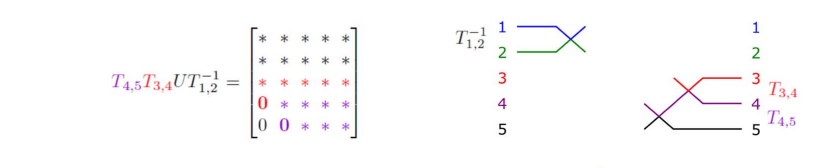 T_{4,5}T_{3,4}UT_{1,2}^{-1} =
* * * * *
* * * * *
* * * * *
0 * * * *
0 0 * * *
T_{1,2}^{-1}
1
2
3
4
5
1
2
3
4
5
T_{3,4}
T_{4,5}